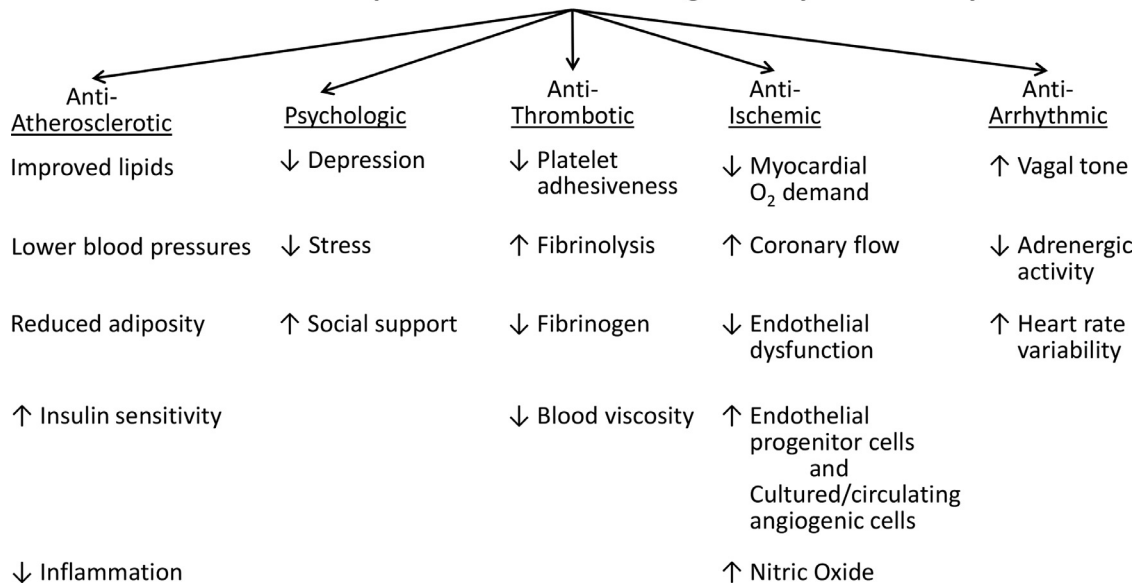 Anti-
Atherosclerotic
Improved lipids
Lower blood pressures
Reduced adiposity
↑ Insulin sensitivity
↓ Inflammation
Psychologic
↓ Depression
↓ Stress
↑ Social support
Anti-
Thrombotic
↓ Platelet
adhesiveness
↑ Fibrinolysis
↓ Fibrinogen
↓ Blood viscosity
Anti-
Ischemic
↓ Myocardial
O₂ demand
↑ Coronary flow
↓ Endothelial
dysfunction
↑ Endothelial
progenitor cells
and
Cultured/circulating
angiogenic cells
↑ Nitric Oxide
Anti-
Arrhythmic
↑ Vagal tone
↓ Adrenergic
activity
↑ Heart rate
variability